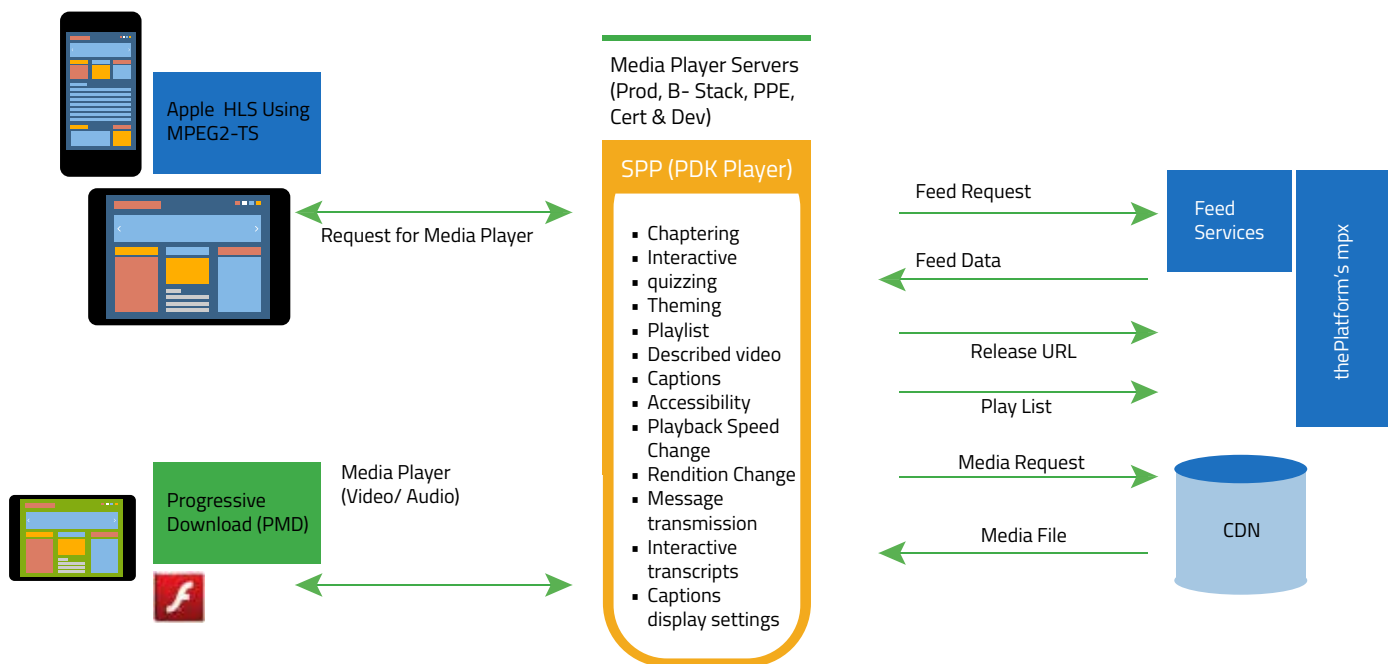 Apple HLS Using
MPEG2-TS
Request for Media Player
Progressive
Download (PMD)
Media Player
(Video/ Audio)
Media Player Servers
(Prod, B- Stack, PPE,
Cert & Dev)
SPP (PDK Player)
▪ Chaptering
▪ Interactive
▪ quizzing
▪ Theming
▪ Playlist
▪ Described video
▪ Captions
▪ Accessibility
▪ Playback Speed
Change
▪ Rendition Change
▪ Message
transmission
▪ Interactive
transcripts
▪ Captions
display settings
Feed Request
Feed Data
Release URL
Play List
Media Request
Media File
Feed
Services
thePlatform's mpx
CDN